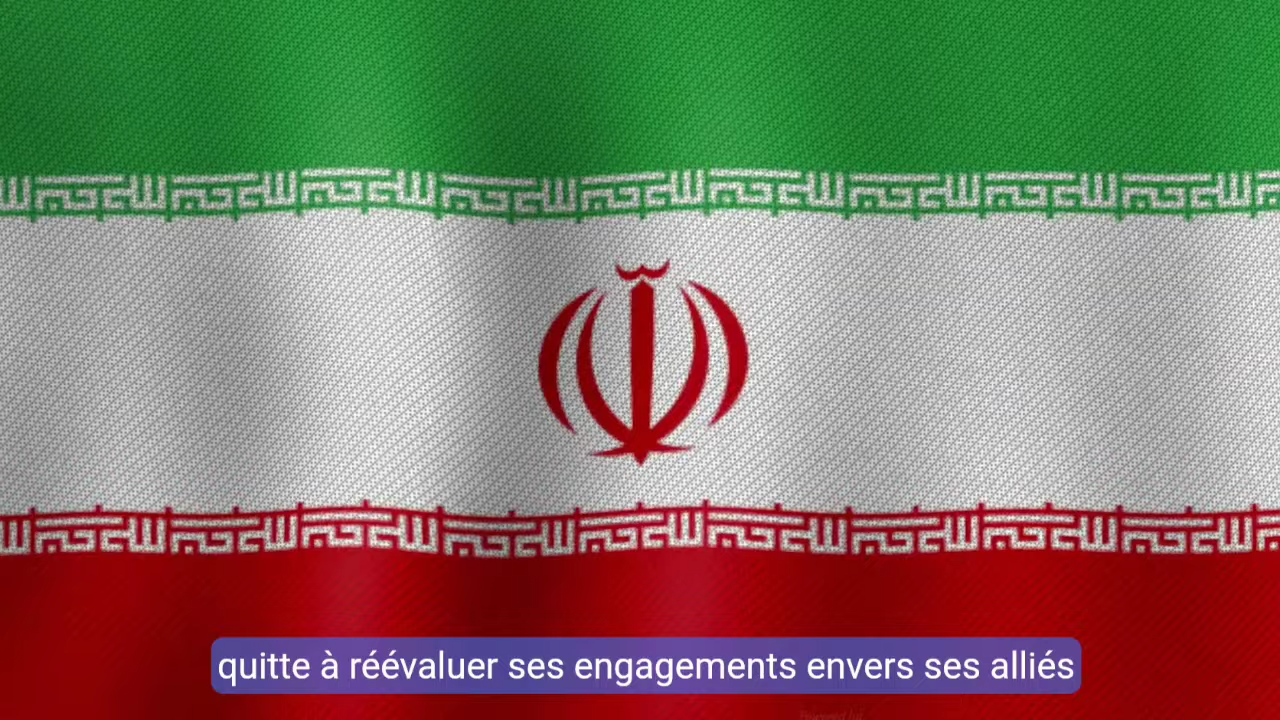 quitte à réévaluer ses engagements envers ses alliés